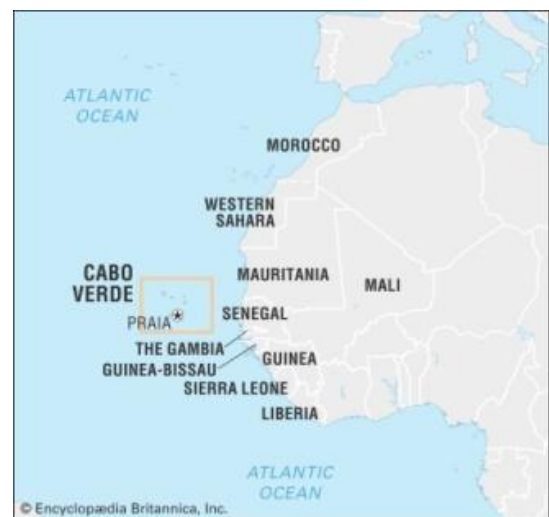 ATLANTIC
OCEAN
MOROCCO
WESTERN
SAHARA
CABO
VERDE
MAURITANIA
MALI
PRAIA
SENEGAL
THE GAMBIA
GUINEA-BISSAU
GUINEA
SIERRA LEONE
LIBERIA
ATLANTIC
OCEAN
© Encyclopædia Britannica, Inc.